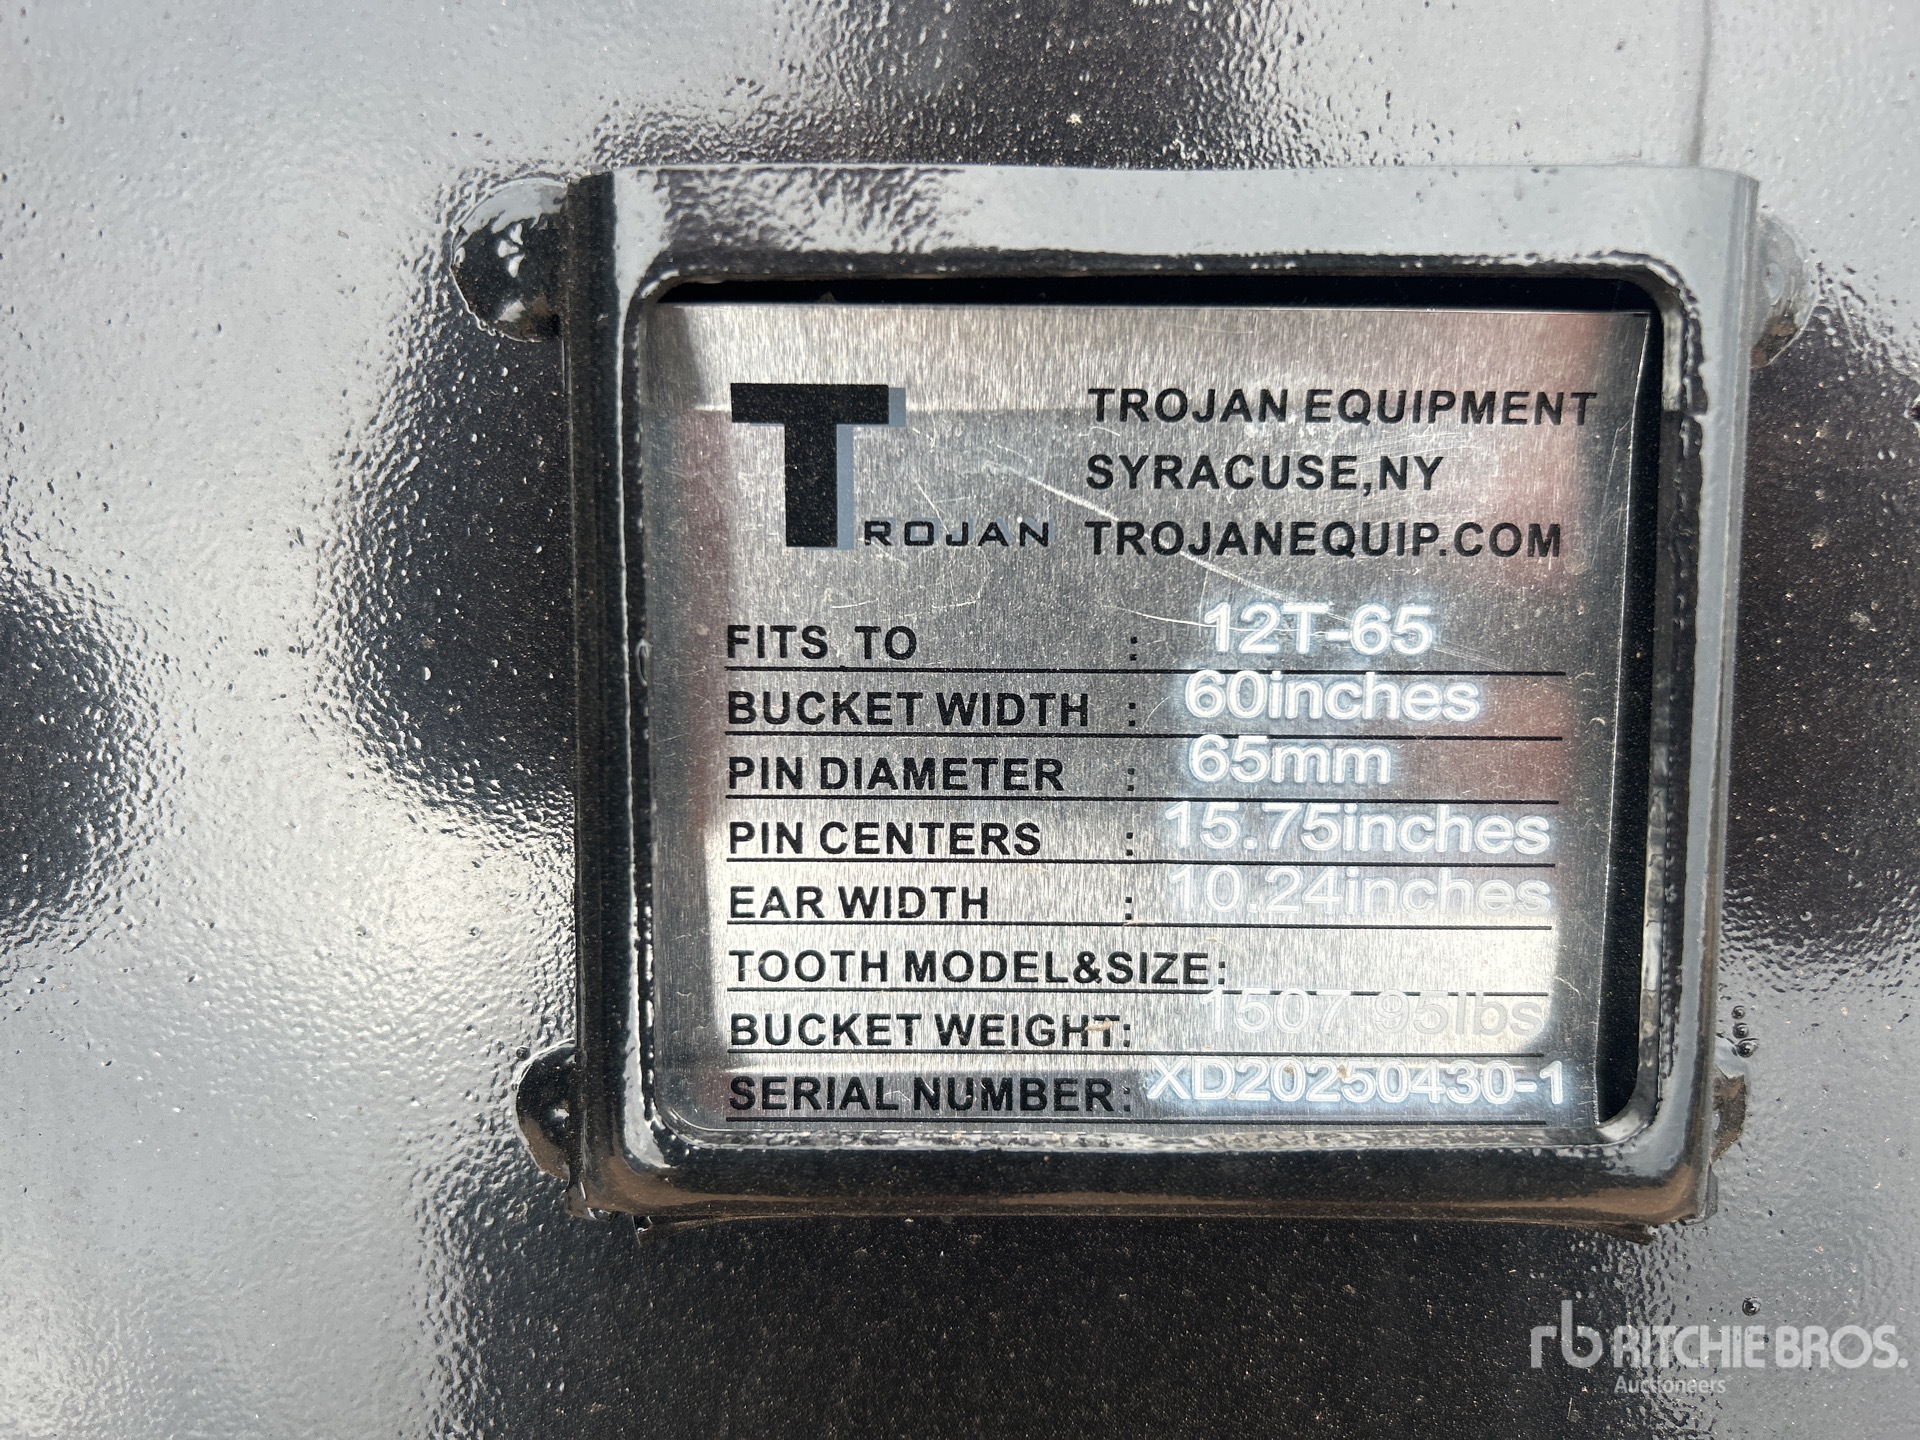 TROJAN
TROJAN EQUIPMENT
SYRACUSE,NY
TROJANEQUIP.COM
FITS TO : 12T-65
BUCKET WIDTH : 60inches
PIN DIAMETER : 65mm
PIN CENTERS : 15.75inches
EAR WIDTH : 10.24inches
TOOTH MODEL&SIZE:
BUCKET WEIGHT: 1507.95lbs
SERIAL NUMBER: XD20250430-1
rb RITCHIE BROS.
Auctioneers